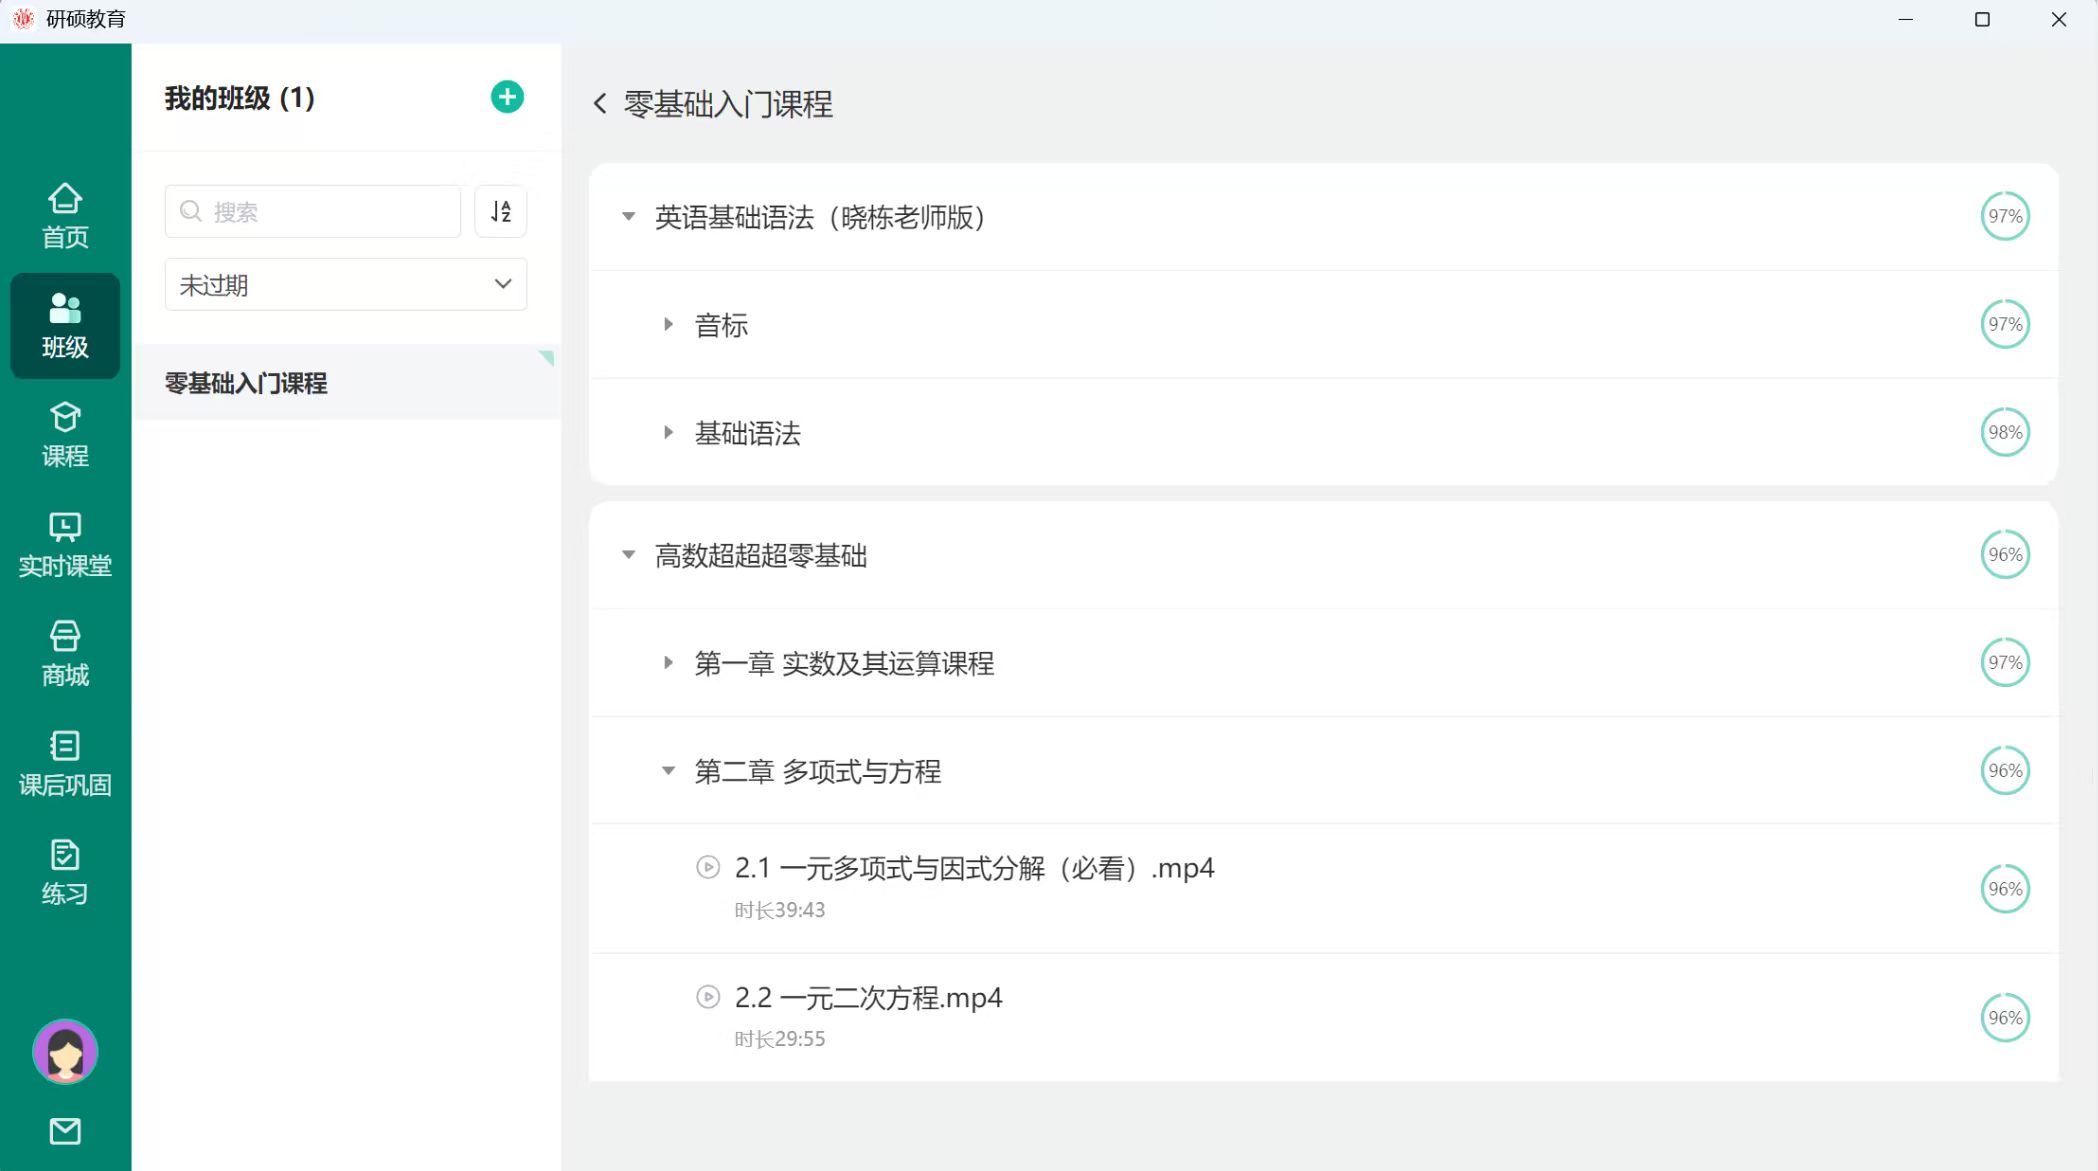 研硕教育
首页
班级
课程
实时课堂
商城
课后巩固
练习
我的班级 (1)
搜索
未过期
零基础入门课程
零基础入门课程
英语基础语法（晓栋老师版） 97%
音标 97%
基础语法 98%
高数超超超零基础 96%
第一章 实数及其运算课程 97%
第二章 多项式与方程 96%
2.1 一元多项式与因式分解（必看）.mp4 96%
时长39:43
2.2 一元二次方程.mp4 96%
时长29:55